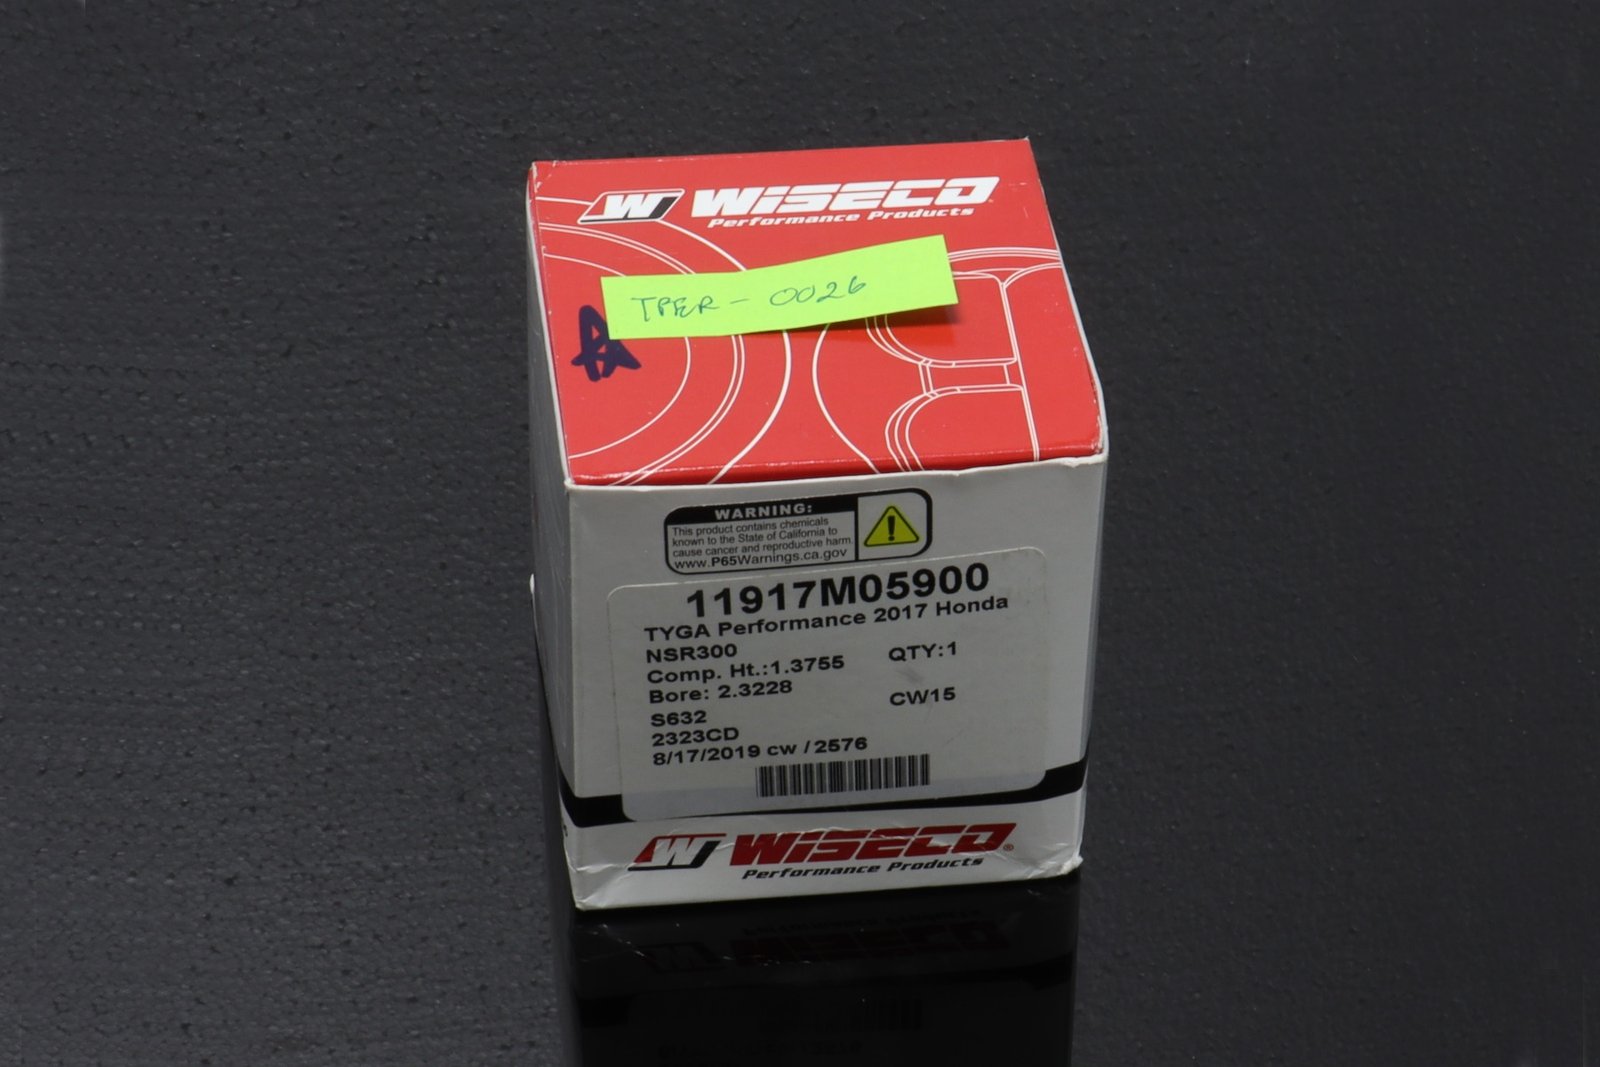 W WISECO
Performance Products
TPER - 0026
WARNING:
This product contains chemicals
known to the State of California to
cause cancer and reproductive harm.
www.P65Warnings.ca.gov
11917M05900
TYGA Performance 2017 Honda
NSR300
Comp. Ht.:1.3755 QTY:1
Bore: 2.3228
S632 CW15
2323CD
8/17/2019 cw / 2576
W WISECO®
Performance Products